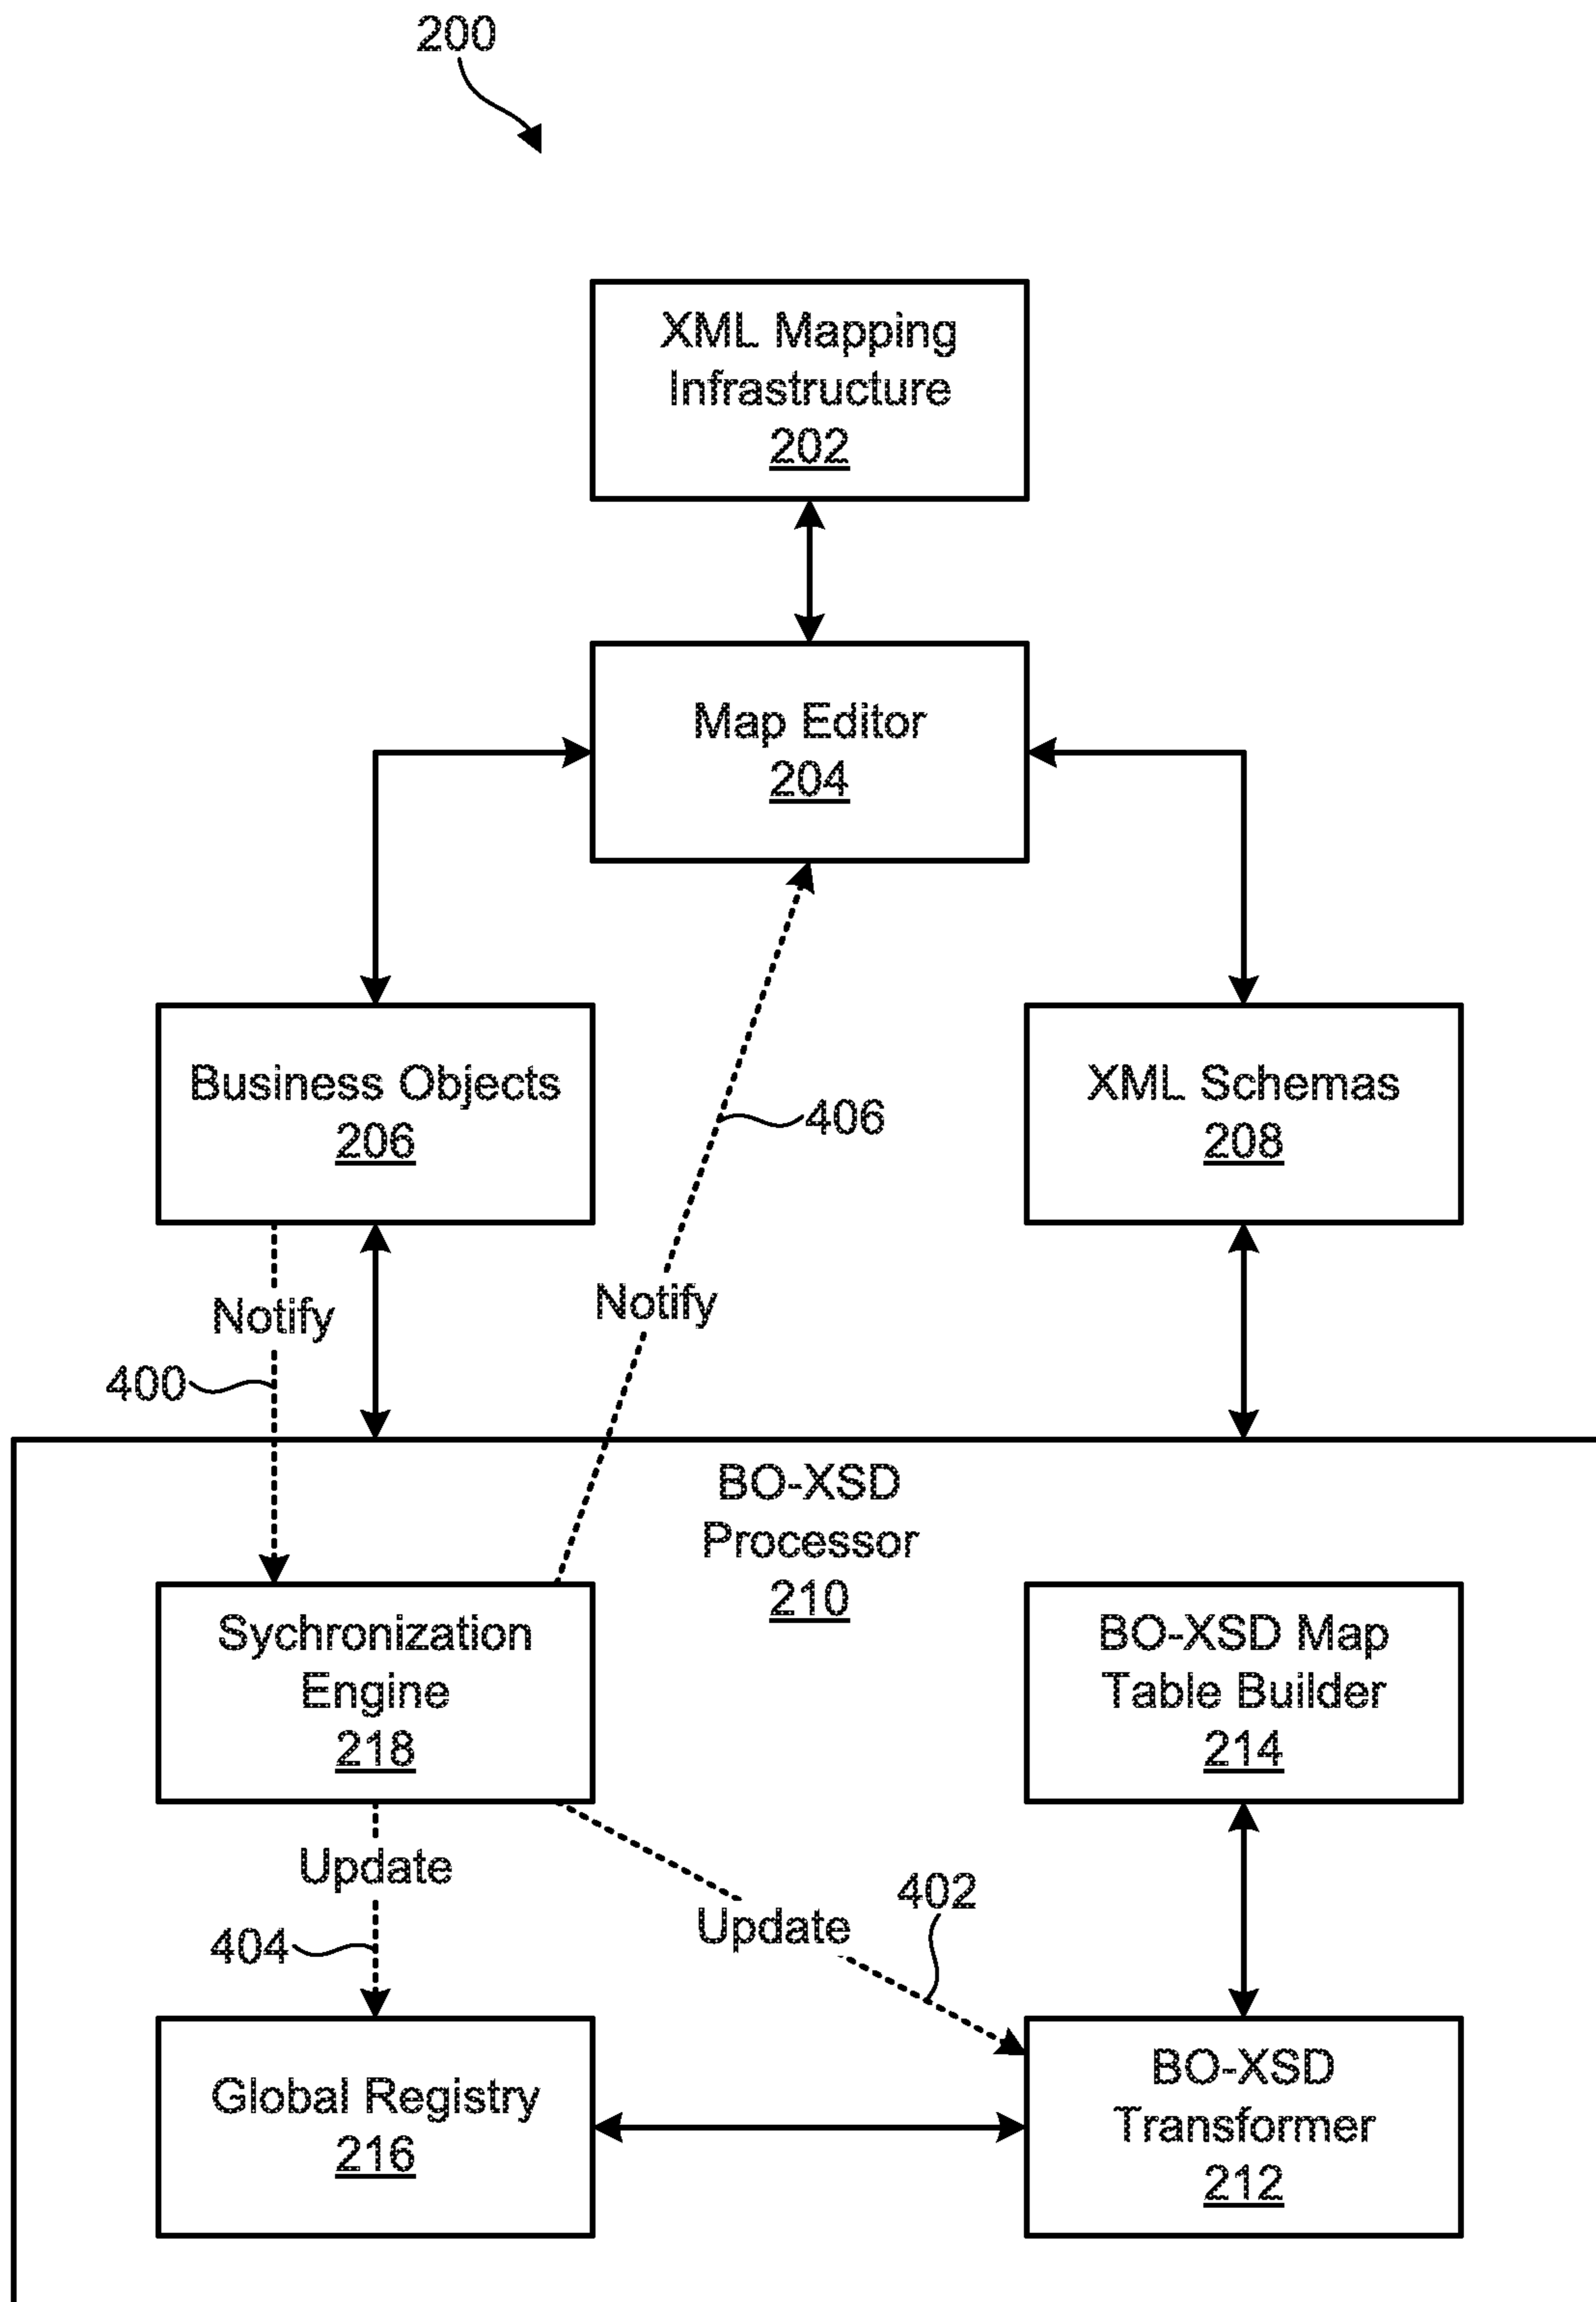 200
XML Mapping
Infrastructure
202
Map Editor
204
Business Objects
206
XML Schemas
208
406
Notify
Notify
400
BO-XSD
Processor
210
Sychronization
Engine
218
BO-XSD Map
Table Builder
214
Update
402
Update
404
Global Registry
216
BO-XSD
Transformer
212